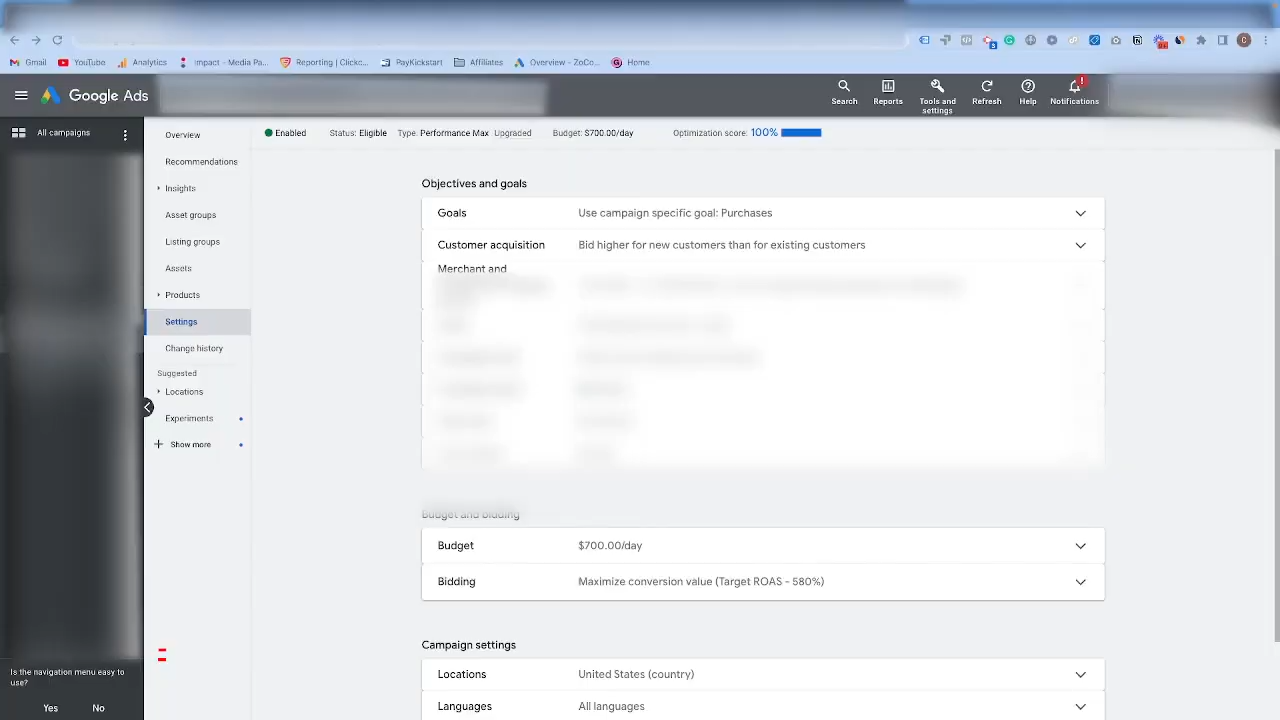 Gmail
YouTube
Analytics
Impact - Media Pa...
Reporting | Clickc...
PayKickstart
Affiliates
Overview - ZoCo...
Home
Google Ads
Search
Reports
Tools and
settings
Refresh
Help
Notifications
All campaigns
Enabled
Status: Eligible
Type: Performance Max Upgraded
Budget: $700.00/day
Optimization score: 100%
Overview
Recommendations
Insights
Asset groups
Listing groups
Assets
Products
Settings
Change history
Suggested
Locations
Experiments
Show more
Objectives and goals
Goals
Use campaign specific goal: Purchases
Customer acquisition
Bid higher for new customers than for existing customers
Merchant and
Budget and bidding
Budget
$700.00/day
Bidding
Maximize conversion value (Target ROAS - 580%)
Campaign settings
Locations
United States (country)
Languages
All languages
Is the navigation menu easy to
use?
Yes
No